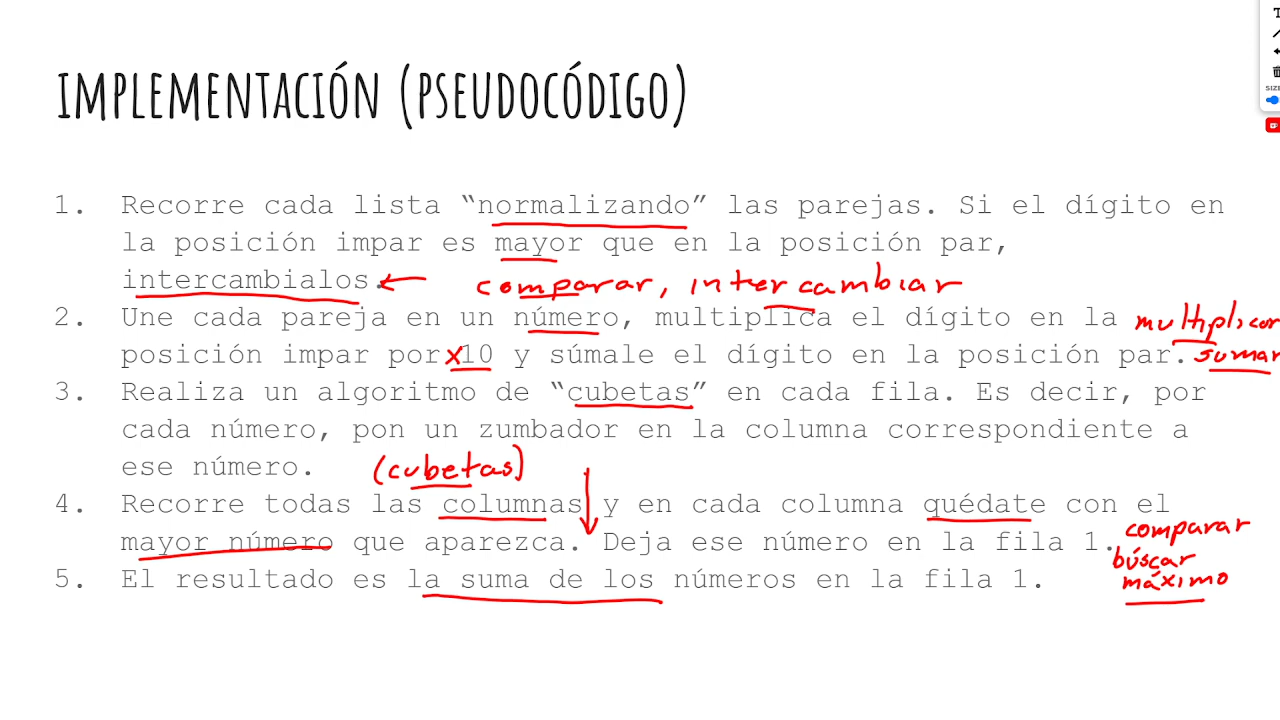 IMPLEMENTACIÓN (PSEUDOCÓDIGO)
1. Recorre cada lista “normalizando” las parejas. Si el dígito en
la posición impar es mayor que en la posición par,
intercambialos. ← comparar, intercambiar
2. Une cada pareja en un número, multiplica el dígito en la multiplicar
posición impar por x10 y súmale el dígito en la posición par. sumar
3. Realiza un algoritmo de “cubetas” en cada fila. Es decir, por
cada número, pon un zumbador en la columna correspondiente a
ese número. (cubetas)
4. Recorre todas las columnas y en cada columna quédate con el
mayor número que aparezca. Deja ese número en la fila 1. comparar
búscar
máximo
5. El resultado es la suma de los números en la fila 1.
SIZE